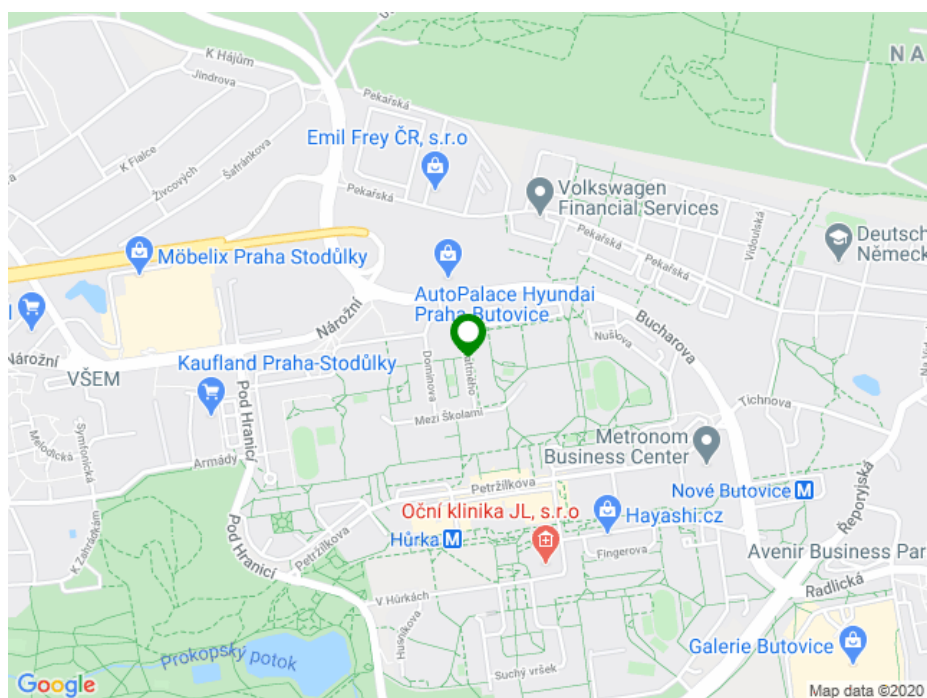 NA
K Hájům
Jindrova
Pekařská
Emil Frey ČR, s.r.o
K Fialce
Šafránkova
Živcových
Pekařská
Volkswagen
Financial Services
Vidoulská
Pekařská
Deutsch
Německ
Möbelix Praha Stodůlky
Pekařská
AutoPalace Hyundai
Praha-Butovice
Nárožní
Bucharova
Nušlova
Nárožní
VŠEM
Kaufland Praha-Stodůlky
Dominova
Pod Hranicí
Mezi Školami
Tichnova
Melodická
Symfonická
Metronom
Business Center
Armády
Řeporyjská
Petržílkova
Nové Butovice M
Oční klinika JL, s.r.o
Hayashi.cz
K Zahrádkám
Pod Hranicí
Petržílkova
Hůrka M
Fingerova
Avenir Business Par
Radlická
V Hůrkách
Husníkova
Galerie Butovice
Prokopský potok
Suchý vršek
Google
Map data ©2020